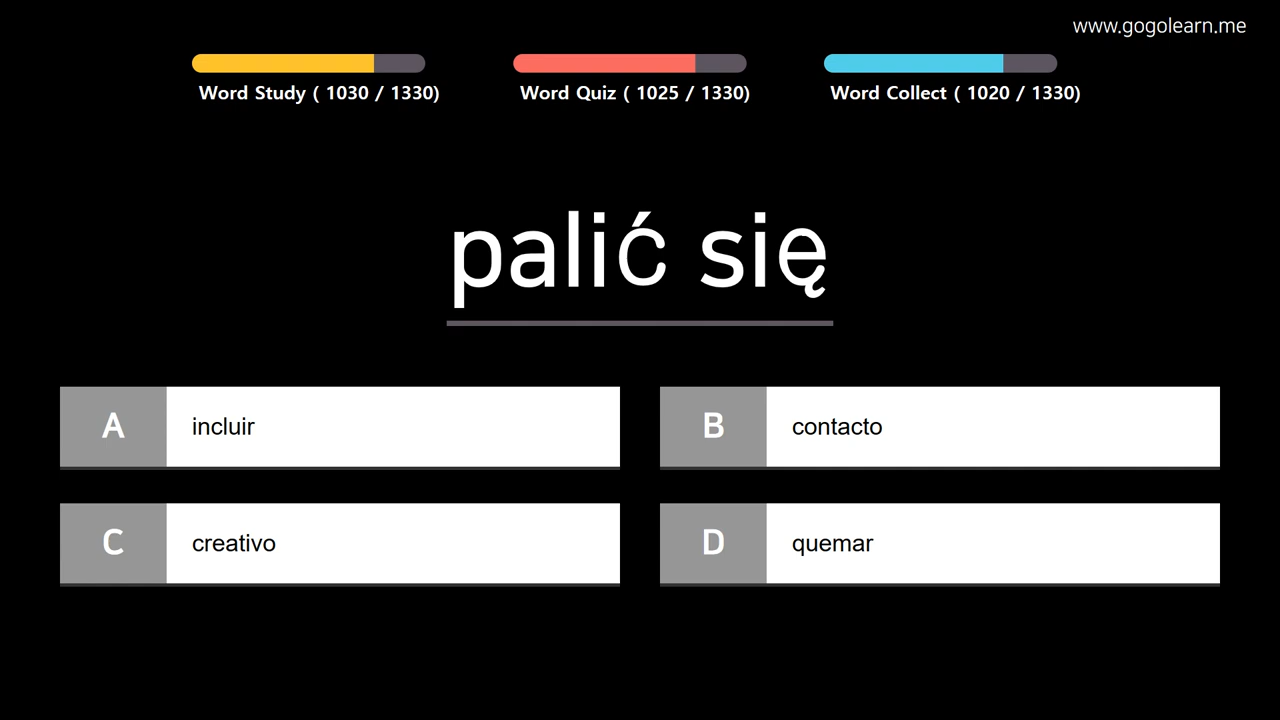 www.gogolearn.me
Word Study ( 1030 / 1330)
Word Quiz ( 1025 / 1330)
Word Collect ( 1020 / 1330)
palić się
A incluir
B contacto
C creativo
D quemar